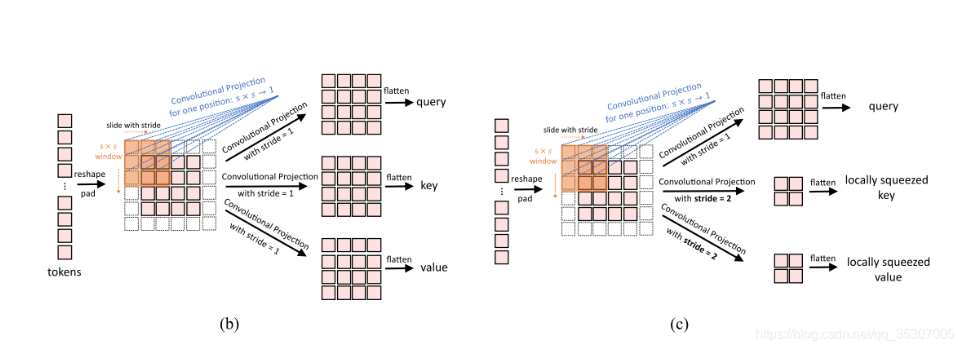 Convolutional Projection
for one position: s × s → 1
slide with stride
s × s
window
reshape
pad
tokens
Convolutional Projection
with stride = 1
flatten
query
Convolutional Projection
with stride = 1
flatten
key
Convolutional Projection
with stride = 1
flatten
value
(b)
Convolutional Projection
for one position: s × s → 1
slide with stride
s × s
window
reshape
pad
Convolutional Projection
with stride = 1
flatten
query
Convolutional Projection
with stride = 2
flatten
locally squeezed
key
Convolutional Projection
with stride = 2
flatten
locally squeezed
value
(c)
https://blog.csdn.net/qq_35307005